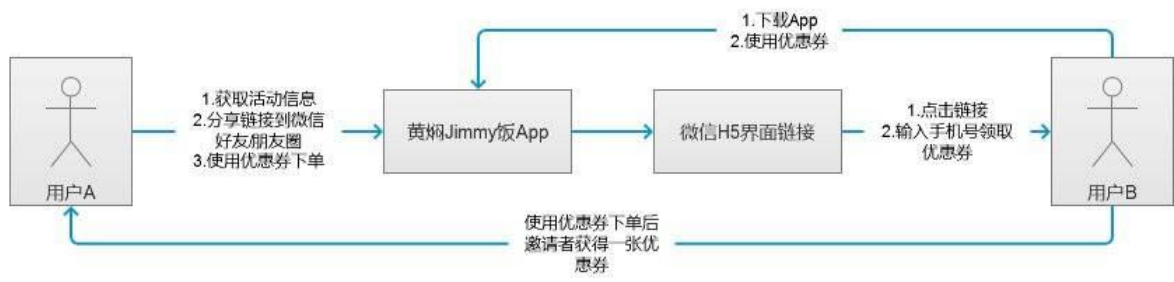 1.下载App
2.使用优惠券
1.获取活动信息
2.分享链接到微信
好友朋友圈
3.使用优惠券下单
黄焖Jimmy饭App
微信H5界面链接
1.点击链接
2.输入手机号领取
优惠券
用户A
用户B
使用优惠券下单后
邀请者获得一张优
惠券